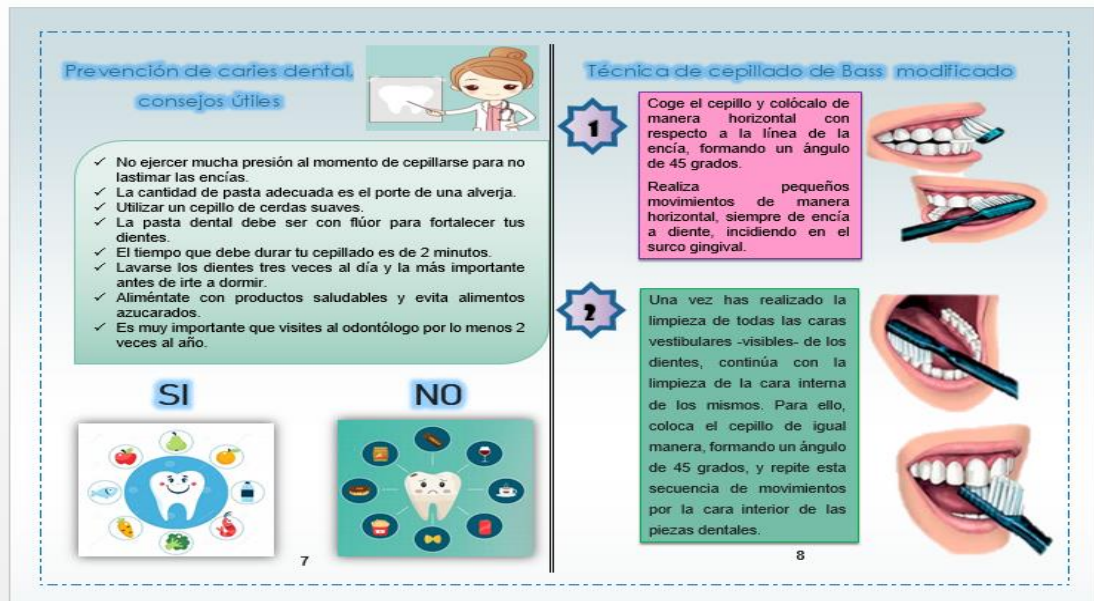 Prevención de caries dental,
consejos útiles
✓ No ejercer mucha presión al momento de cepillarse para no
lastimar las encías.
✓ La cantidad de pasta adecuada es el porte de una alverja.
✓ Utilizar un cepillo de cerdas suaves.
✓ La pasta dental debe ser con flúor para fortalecer tus
dientes.
✓ El tiempo que debe durar tu cepillado es de 2 minutos.
✓ Lavarse los dientes tres veces al día y la más importante
antes de irte a dormir.
✓ Aliméntate con productos saludables y evita alimentos
azucarados.
✓ Es muy importante que visites al odontólogo por lo menos 2
veces al año.
SI
NO
7
Técnica de cepillado de Bass modificado
1
Coge el cepillo y colócalo de
manera horizontal con
respecto a la línea de la
encía, formando un ángulo
de 45 grados.
Realiza pequeños
movimientos de manera
horizontal, siempre de encía
a diente, incidiendo en el
surco gingival.
2
Una vez has realizado la
limpieza de todas las caras
vestibulares -visibles- de los
dientes, continúa con la
limpieza de la cara interna
de los mismos. Para ello,
coloca el cepillo de igual
manera, formando un ángulo
de 45 grados, y repite esta
secuencia de movimientos
por la cara interior de las
piezas dentales.
8